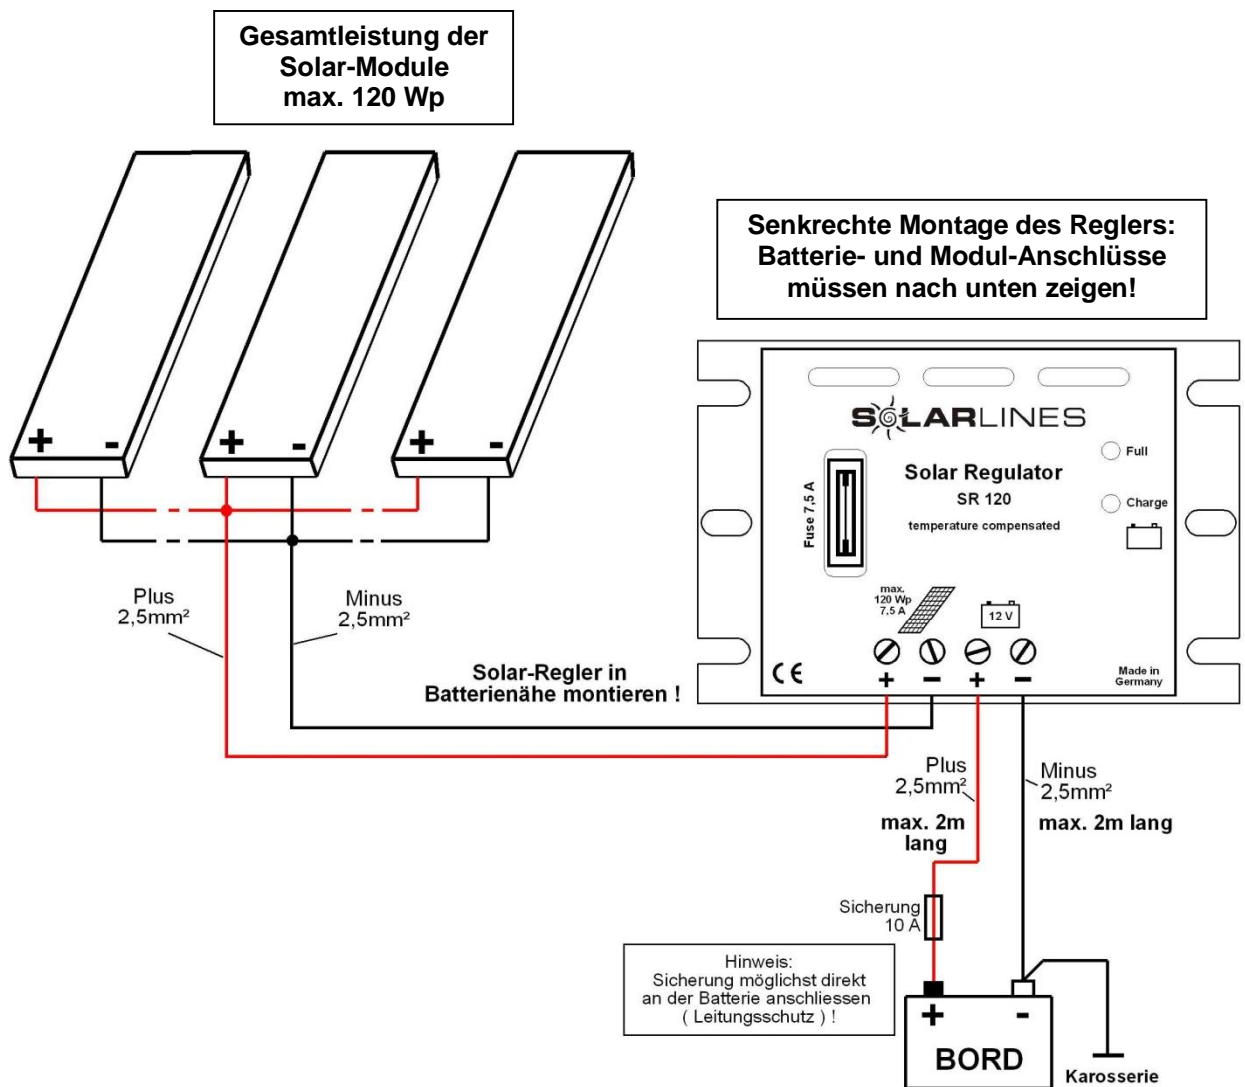 Gesamtleistung der
Solar-Module
max. 120 Wp
Senkrechte Montage des Reglers:
Batterie- und Modul-Anschlüsse
müssen nach unten zeigen!
+ -
+ -
+ -
SOLARLINES
Full
Solar Regulator
SR 120
Charge
temperature compensated
Fuse 7,5 A
max.
120 Wp
7,5 A
12 V
+ − + −
CE
Made in
Germany
Plus
2,5mm²
Minus
2,5mm²
Solar-Regler in
Batterienähe montieren !
Plus
2,5mm²
max. 2m
lang
Minus
2,5mm²
max. 2m lang
Sicherung
10 A
Hinweis:
Sicherung möglichst direkt
an der Batterie anschliessen
( Leitungsschutz ) !
+ -
BORD
Karosserie